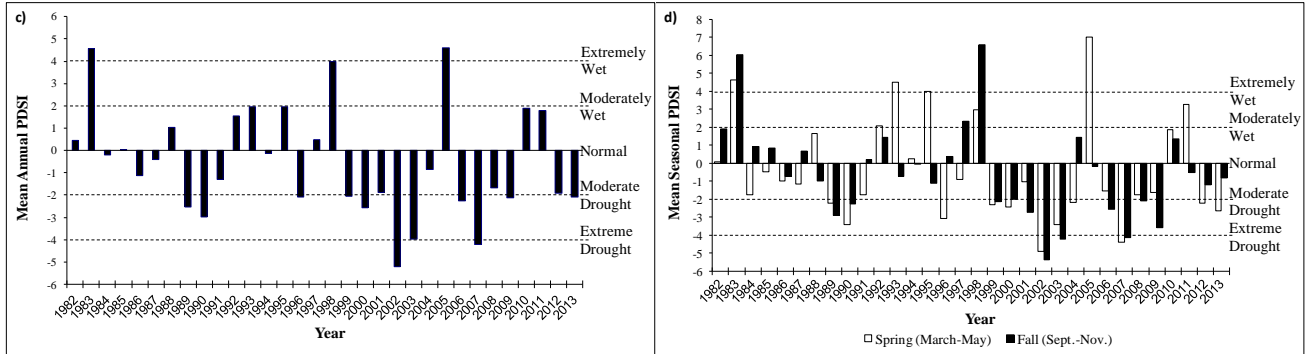 c)
6
5
4
3
2
1
0
-1
-2
-3
-4
-5
-6
Mean Annual PDSI
Extremely
Wet
Moderately
Wet
Normal
Moderate
Drought
Extreme
Drought
1982 1983 1984 1985 1986 1987 1988 1989 1990 1991 1992 1993 1994 1995 1996 1997 1998 1999 2000 2001 2002 2003 2004 2005 2006 2007 2008 2009 2010 2011 2012 2013
Year
d)
8
7
6
5
4
3
2
1
0
-1
-2
-3
-4
-5
-6
Mean Seasonal PDSI
Extremely
Wet
Moderately
Wet
Normal
Moderate
Drought
Extreme
Drought
1982 1983 1984 1985 1986 1987 1988 1989 1990 1991 1992 1993 1994 1995 1996 1997 1998 1999 2000 2001 2002 2003 2004 2005 2006 2007 2008 2009 2010 2011 2012 2013
Year
Spring (March-May) Fall (Sept.-Nov.)